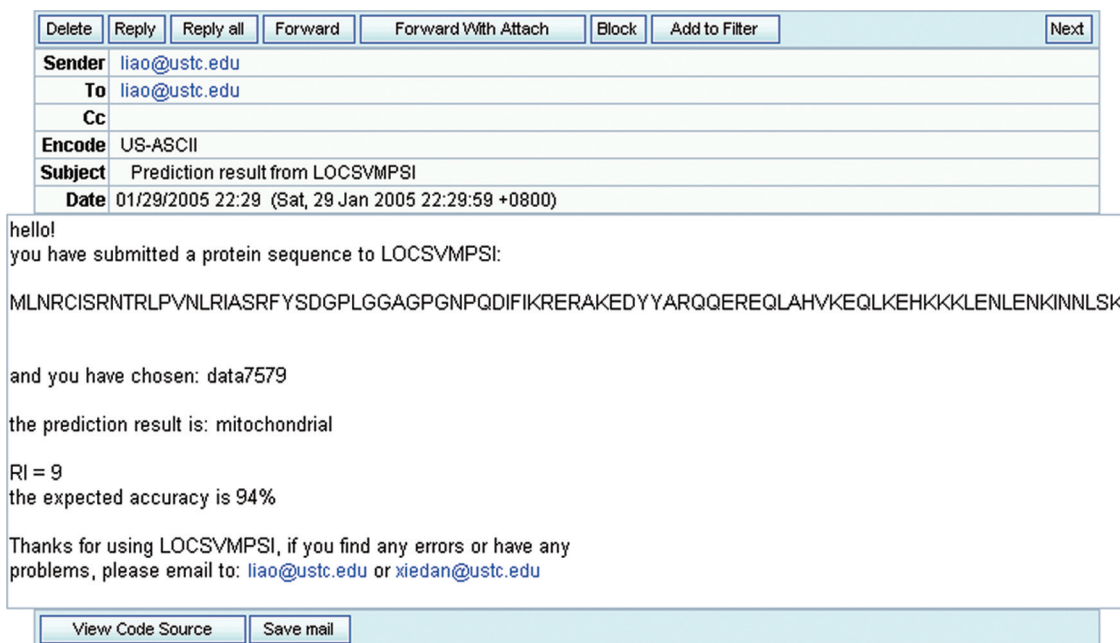 Delete Reply Reply all Forward Forward With Attach Block Add to Filter Next
Sender liao@ustc.edu
To liao@ustc.edu
Cc
Encode US-ASCII
Subject Prediction result from LOCSVMPSI
Date 01/29/2005 22:29 (Sat, 29 Jan 2005 22:29:59 +0800)
hello!
you have submitted a protein sequence to LOCSVMPSI:
MLNRCISRNTRLPVNLRIASRFYSDGPLGGAGPGNPQDIFIKRERAKEDYYARQQEREQLAHVKEQLKEHKKKLENLENKINNLSK
and you have chosen: data7579
the prediction result is: mitochondrial
RI = 9
the expected accuracy is 94%
Thanks for using LOCSVMPSI, if you find any errors or have any
problems, please email to: liao@ustc.edu or xiedan@ustc.edu
View Code Source Save mail